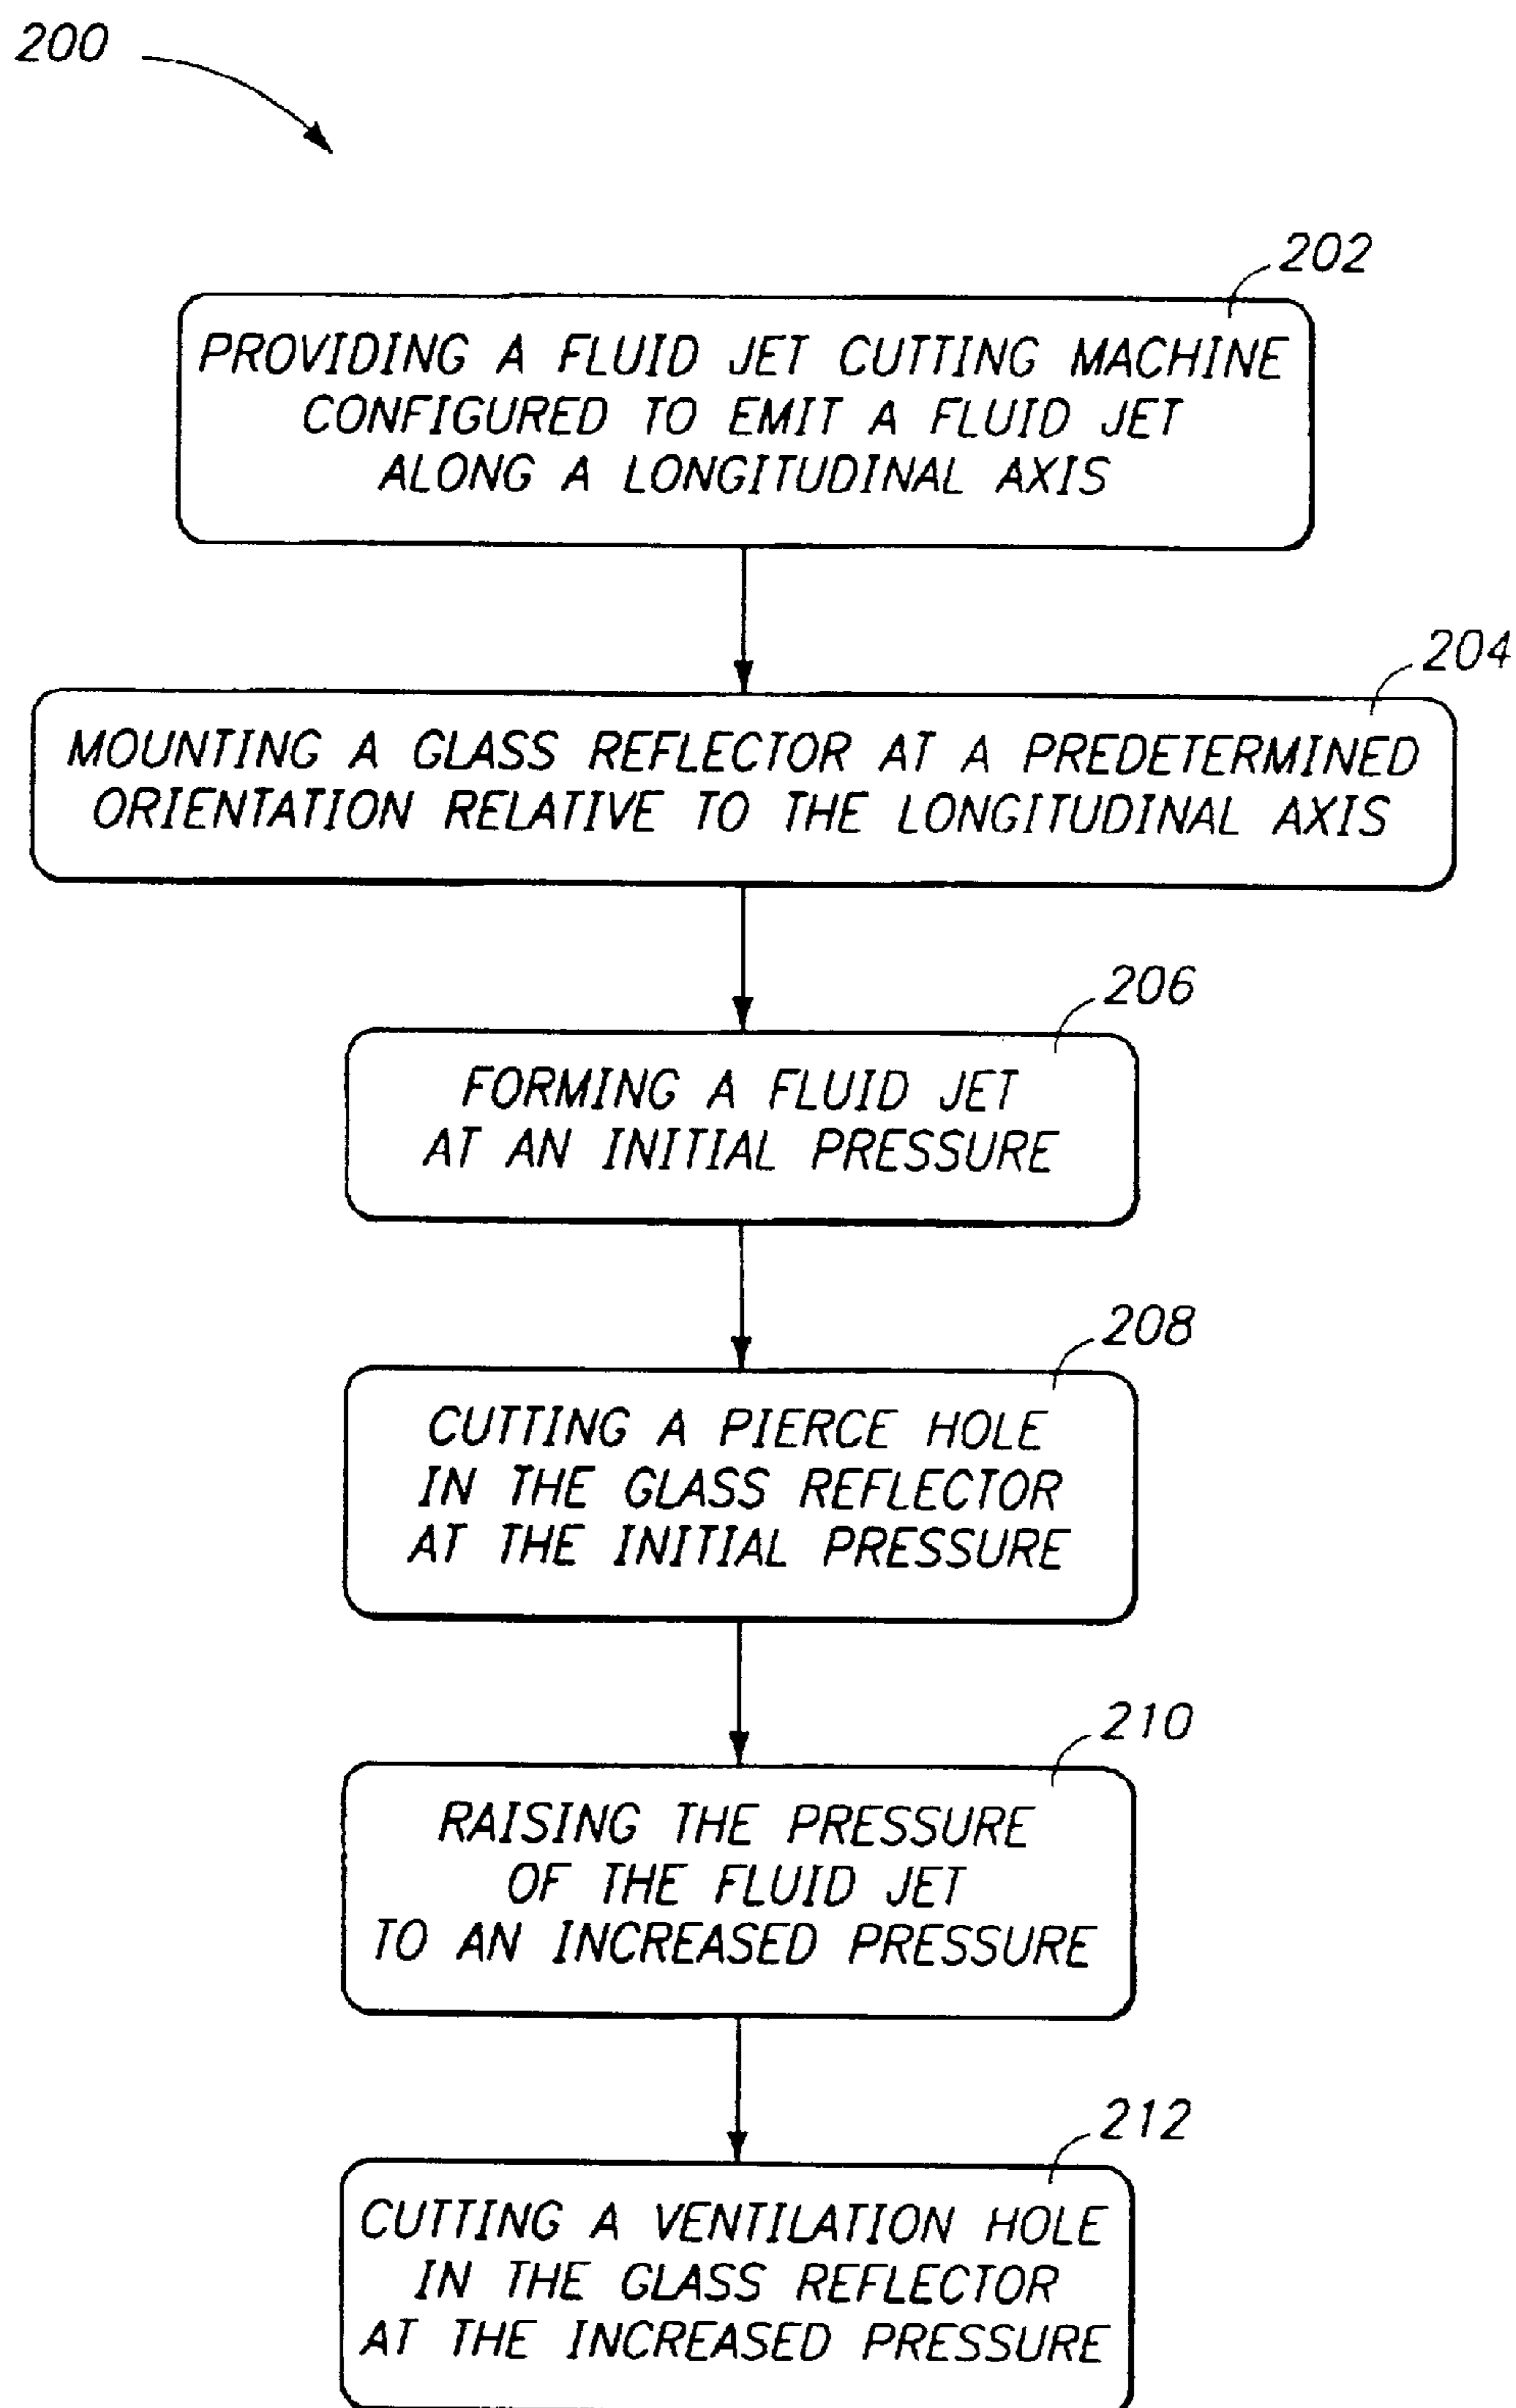 200
202
PROVIDING A FLUID JET CUTTING MACHINE
CONFIGURED TO EMIT A FLUID JET
ALONG A LONGITUDINAL AXIS
204
MOUNTING A GLASS REFLECTOR AT A PREDETERMINED
ORIENTATION RELATIVE TO THE LONGITUDINAL AXIS
206
FORMING A FLUID JET
AT AN INITIAL PRESSURE
208
CUTTING A PIERCE HOLE
IN THE GLASS REFLECTOR
AT THE INITIAL PRESSURE
210
RAISING THE PRESSURE
OF THE FLUID JET
TO AN INCREASED PRESSURE
212
CUTTING A VENTILATION HOLE
IN THE GLASS REFLECTOR
AT THE INCREASED PRESSURE